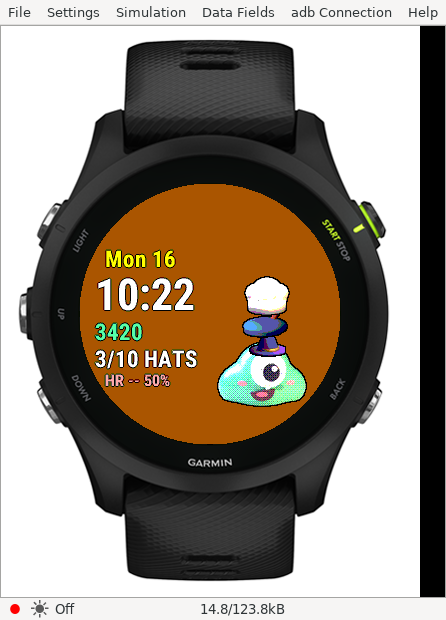 File Settings Simulation Data Fields adb Connection Help
START STOP
LIGHT
Mon 16
10:22
UP
3420
3/10 HATS
HR -- 50%
DOWN
BACK
GARMIN
Off 14.8/123.8kB